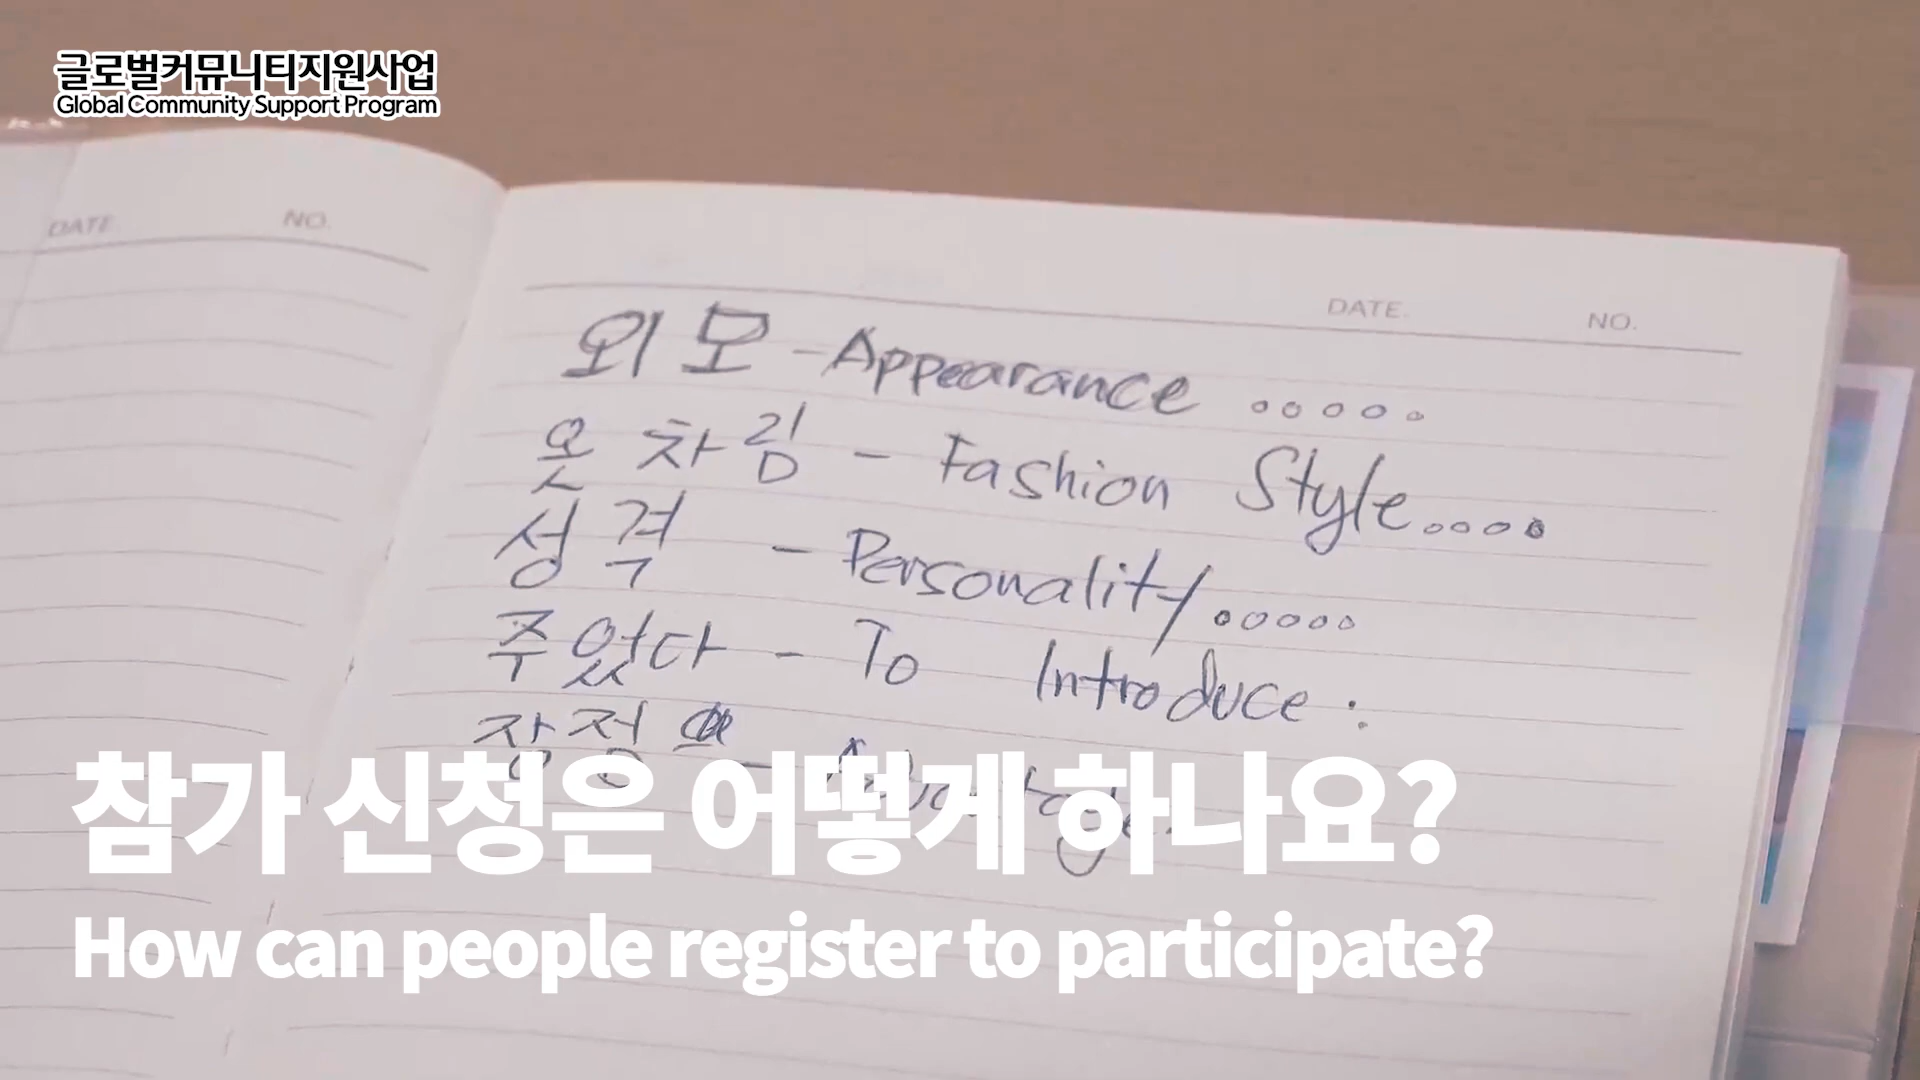 글로벌커뮤니티지원사업
Global Community Support Program
DATE. NO.
DATE. NO.
외모 - Appearance .....
옷차림 - Fashion Style....
성격 - Personality.....
주었다 - To Introduce:
장점
참가 신청은 어떻게 하나요?
How can people register to participate?